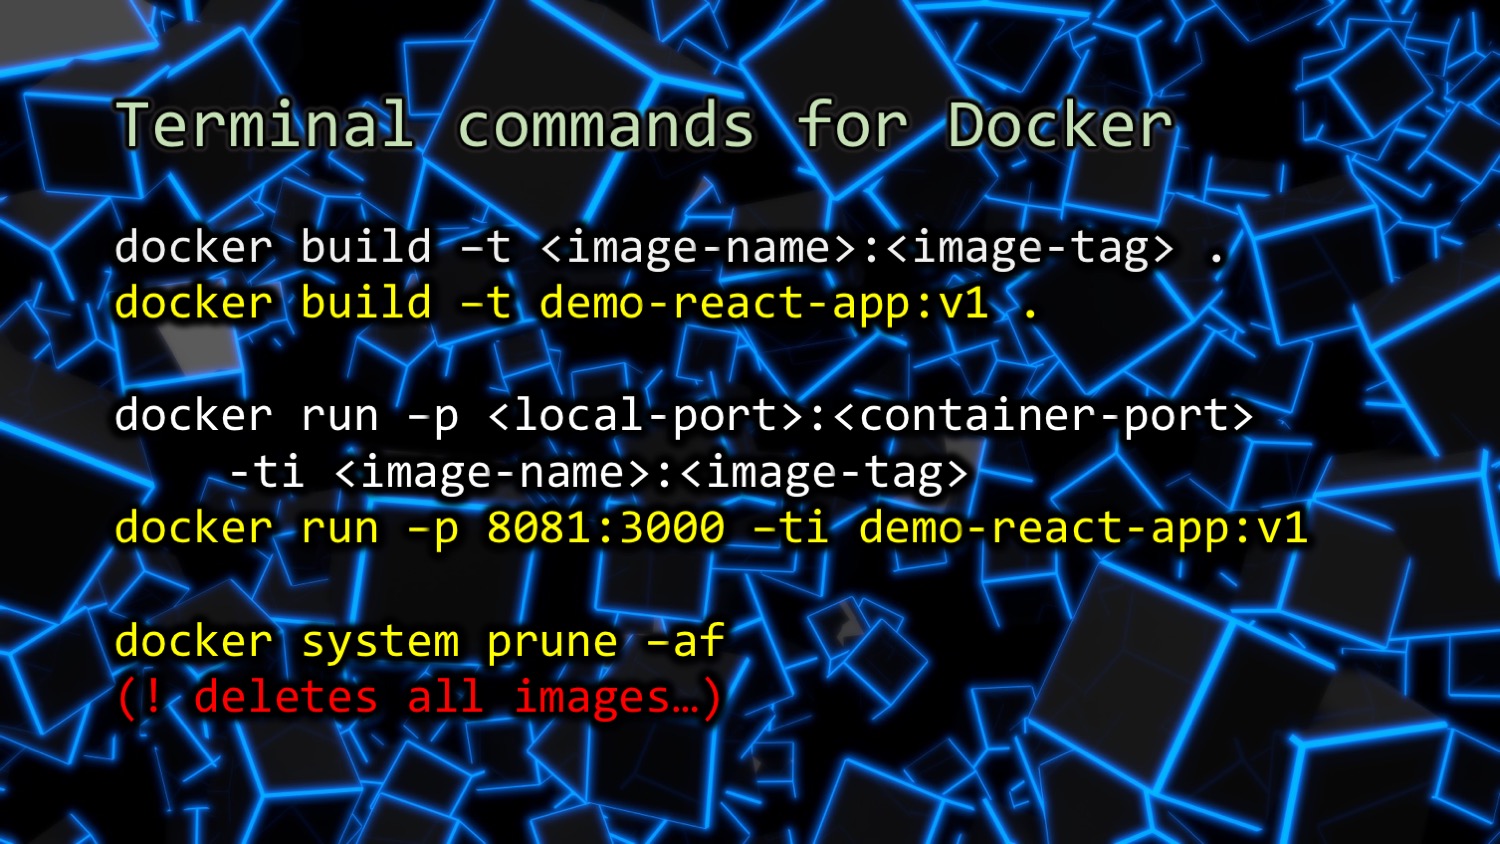 Terminal commands for Docker
docker build –t <image-name>:<image-tag> .
docker build –t demo-react-app:v1 .
docker run –p <local-port>:<container-port>
-ti <image-name>:<image-tag>
docker run –p 8081:3000 –ti demo-react-app:v1
docker system prune –af
(! deletes all images…)